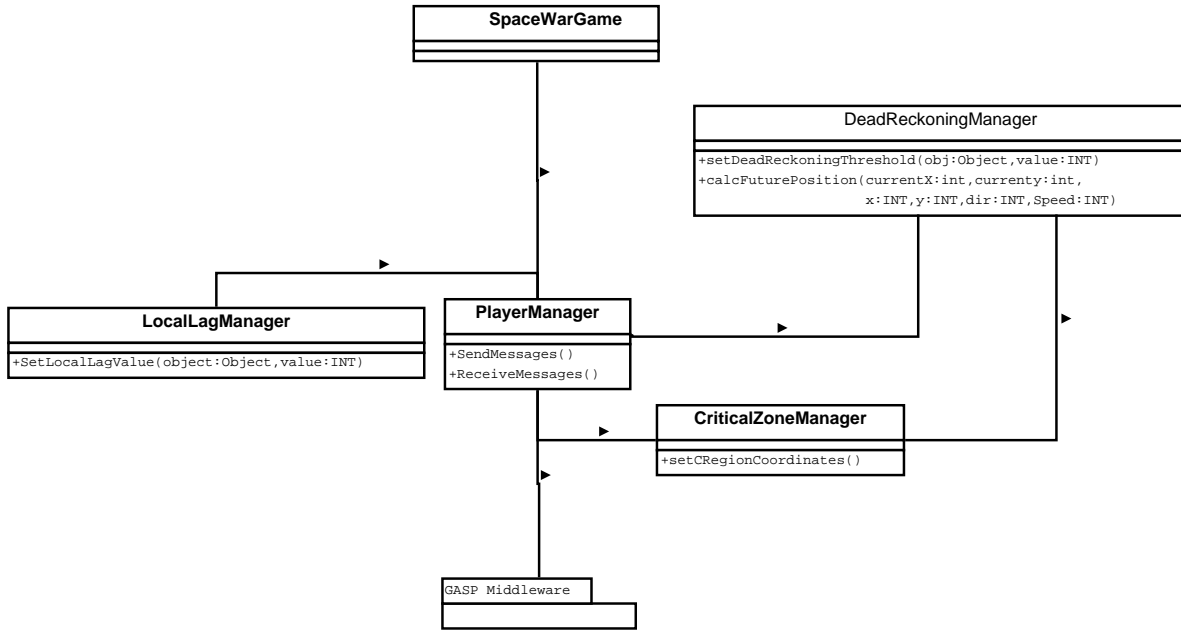 SpaceWarGame
DeadReckoningManager
+setDeadReckoningThreshold(obj:Object,value:INT)
+calcFuturePosition(currentX:int,currenty:int,
x:INT,y:INT,dir:INT,Speed:INT)
LocalLagManager
+SetLocalLagValue(object:Object,value:INT)
PlayerManager
+SendMessages()
+ReceiveMessages()
CriticalZoneManager
+setCRegionCoordinates()
GASP Middleware